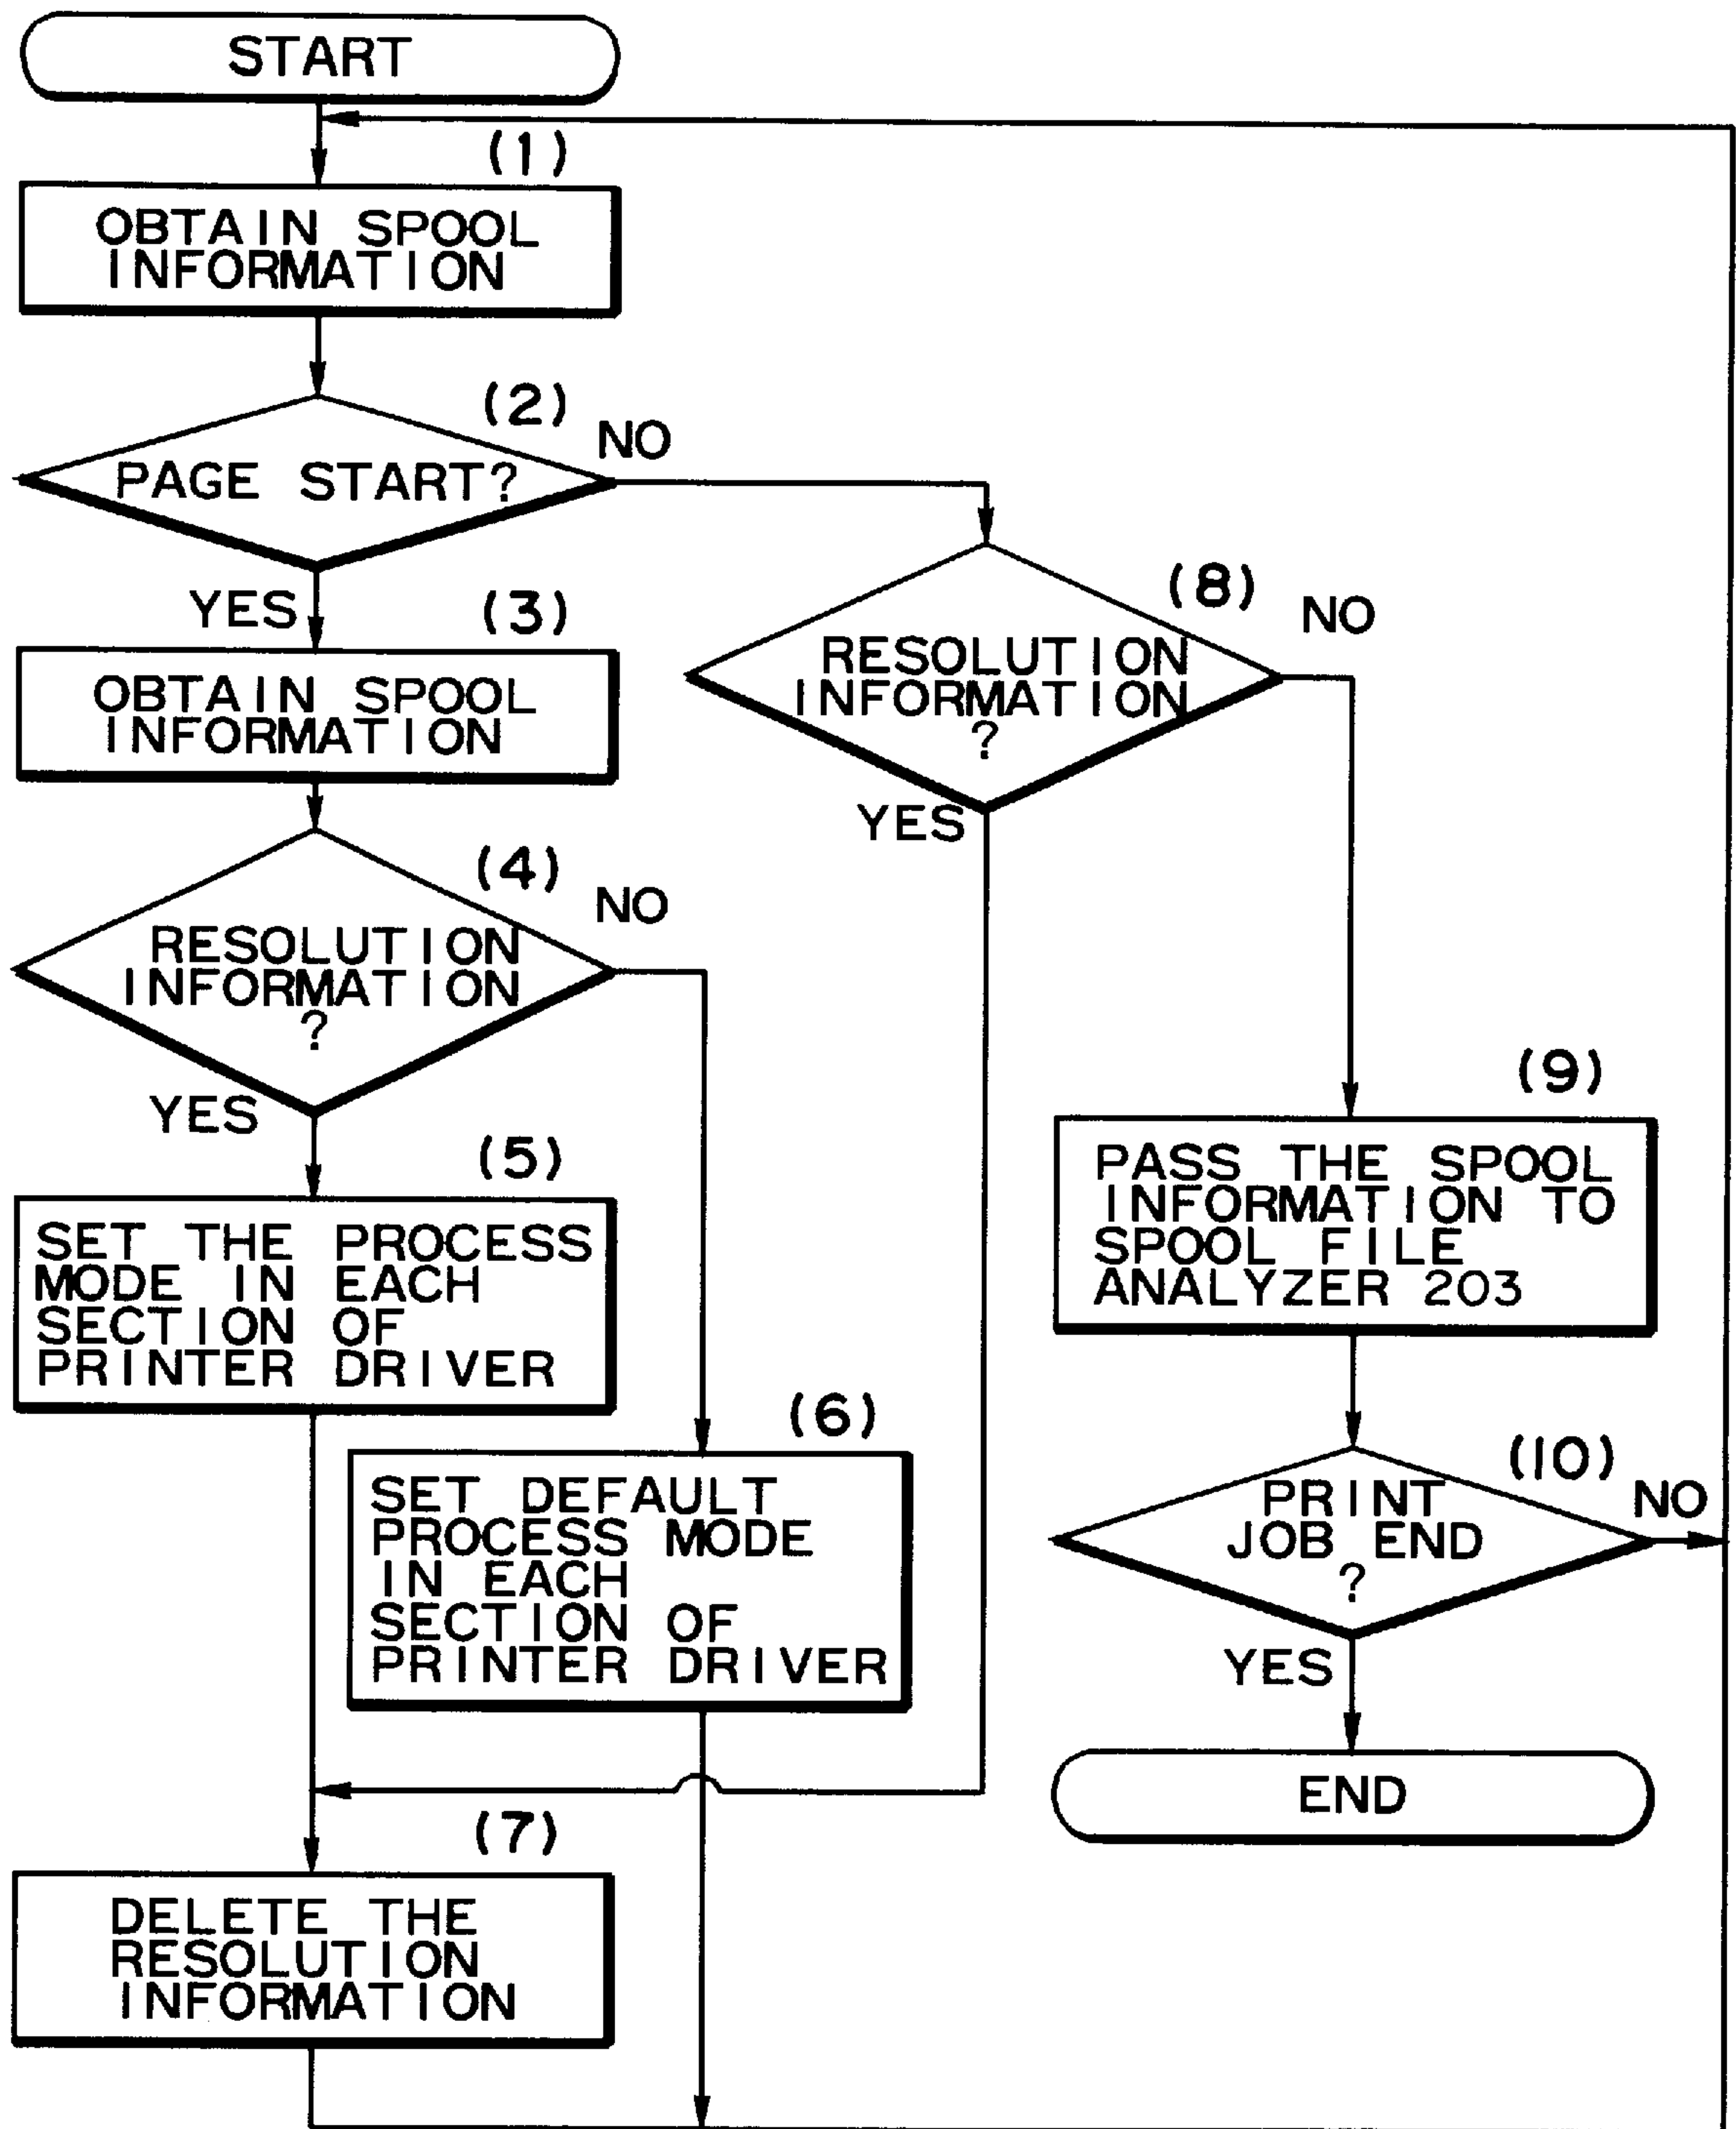 START
(1)
OBTAIN SPOOL
INFORMATION
(2)
NO
PAGE START?
YES
(3)
OBTAIN SPOOL
INFORMATION
(4)
NO
RESOLUTION
INFORMATION
?
YES
(5)
SET THE PROCESS
MODE IN EACH
SECTION OF
PRINTER DRIVER
(6)
SET DEFAULT
PROCESS MODE
IN EACH
SECTION OF
PRINTER DRIVER
(7)
DELETE THE
RESOLUTION
INFORMATION
(8)
NO
RESOLUTION
INFORMATION
?
YES
(9)
PASS THE SPOOL
INFORMATION TO
SPOOL FILE
ANALYZER 203
(10)
NO
PRINT
JOB END
?
YES
END